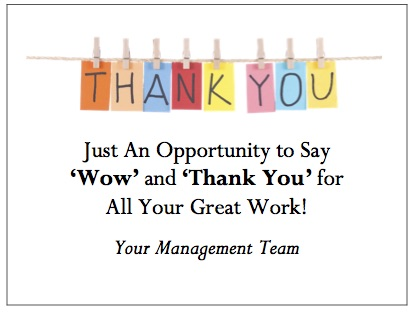 THANK YOU
Just An Opportunity to Say
‘Wow’ and ‘Thank You’ for
All Your Great Work!
Your Management Team